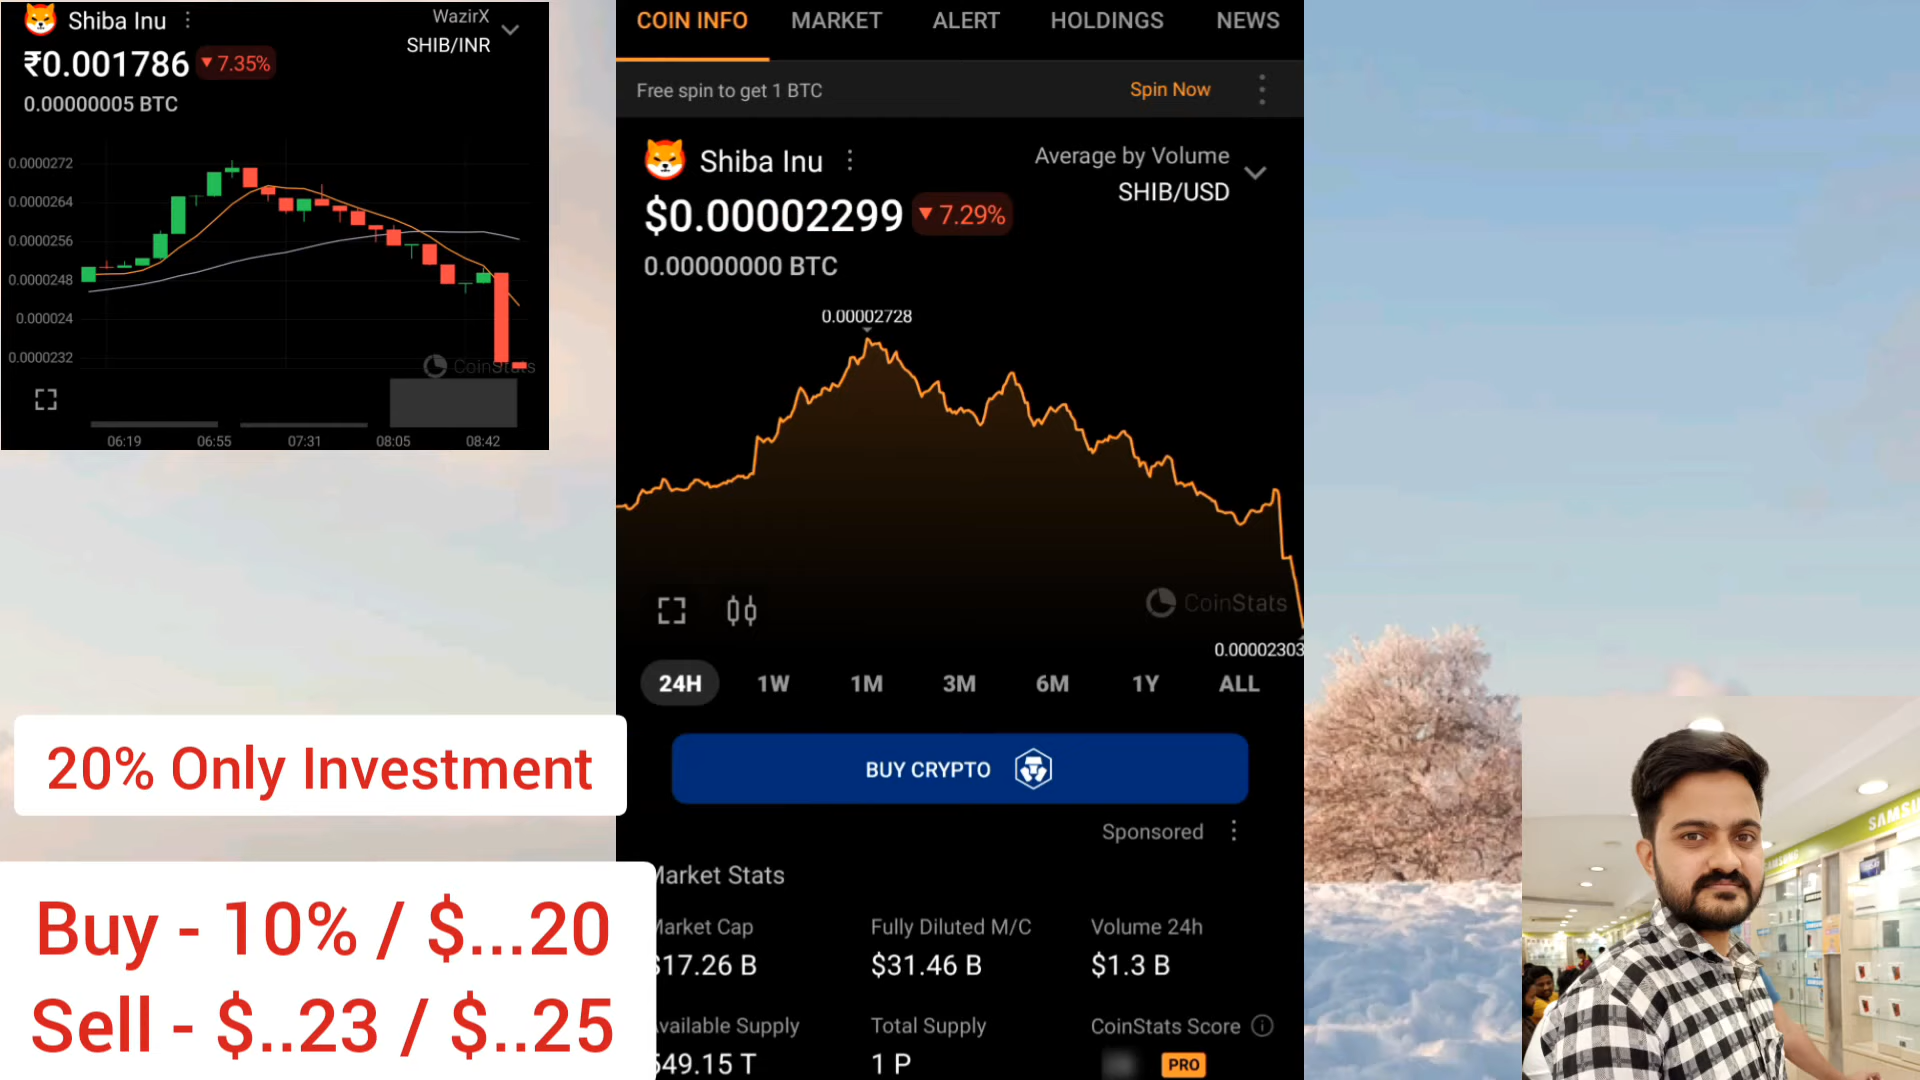 Shiba Inu
WazirX
SHIB/INR
₹0.001786 ▼7.35%
0.00000005 BTC
0.0000272
0.0000264
0.0000256
0.0000248
0.000024
0.0000232
CoinStats
06:19 06:55 07:31 08:05 08:42
20% Only Investment
Buy - 10% / $...20
Sell - $..23 / $..25
COIN INFO MARKET ALERT HOLDINGS NEWS
Free spin to get 1 BTC Spin Now
Shiba Inu
Average by Volume
SHIB/USD
$0.00002299 ▼7.29%
0.00000000 BTC
0.00002728
CoinStats
0.00002303
24H 1W 1M 3M 6M 1Y ALL
BUY CRYPTO
Sponsored
Market Stats
Market Cap Fully Diluted M/C Volume 24h
$17.26 B $31.46 B $1.3 B
Available Supply Total Supply CoinStats Score
549.15 T 1 P PRO
SAMSU
SAMSUNG